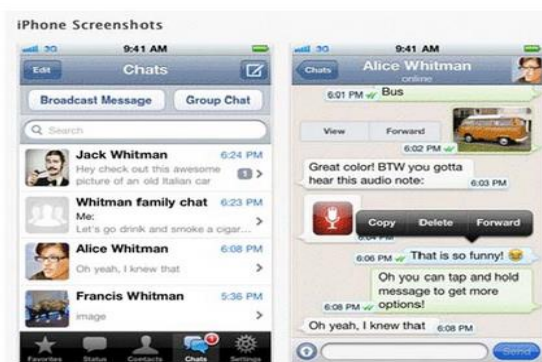 iPhone Screenshots
3G 9:41 AM
Edit Chats
Broadcast Message Group Chat
Search
Jack Whitman 6:24 PM
Hey check out this awesome
picture of an old Italian car 1
Whitman family chat 6:23 PM
Me:
Let's go drink and smoke a cigar...
Alice Whitman 6:08 PM
Oh yeah, I knew that
Francis Whitman 5:36 PM
image
Favorites Status Contacts Chats Settings
3G 9:41 AM
Chats Alice Whitman
online
6:01 PM Bus
View Forward
6:02 PM
Great color! BTW you gotta
hear this audio note: 6:03 PM
Copy Delete Forward
6:04 PM
6:06 PM That is so funny!
Oh you can tap and hold
message to get more
6:08 PM options!
Oh yeah, I knew that 6:08 PM
Send